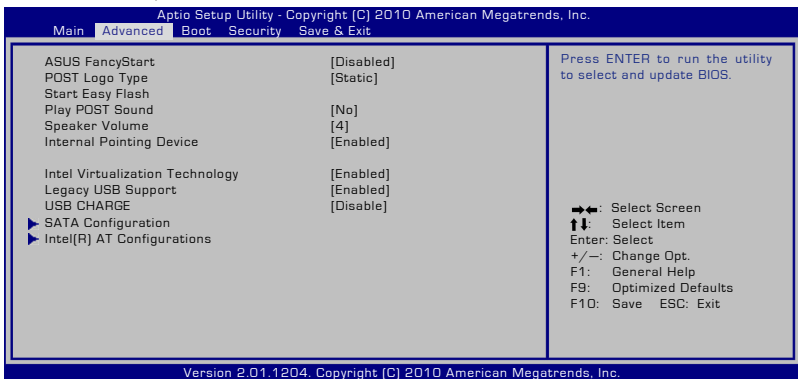 Aptio Setup Utility - Copyright (C) 2010 American Megatrends, Inc.
Main Advanced Boot Security Save & Exit
ASUS FancyStart [Disabled]
POST Logo Type [Static]
Start Easy Flash
Play POST Sound [No]
Speaker Volume [4]
Internal Pointing Device [Enabled]
Intel Virtualization Technology [Enabled]
Legacy USB Support [Enabled]
USB CHARGE [Disable]
SATA Configuration
Intel(R) AT Configurations
Press ENTER to run the utility
to select and update BIOS.
→←: Select Screen
↑↓: Select Item
Enter: Select
+/—: Change Opt.
F1: General Help
F9: Optimized Defaults
F10: Save ESC: Exit
Version 2.01.1204. Copyright (C) 2010 American Megatrends, Inc.